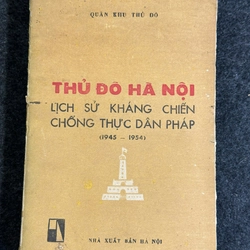 QUÂN KHU THỦ ĐÔ
THỦ ĐÔ HÀ NỘI
LỊCH SỬ KHÁNG CHIẾN
CHỐNG THỰC DÂN PHÁP
(1945 — 1954)
NHÀ XUẤT BẢN HÀ NỘI